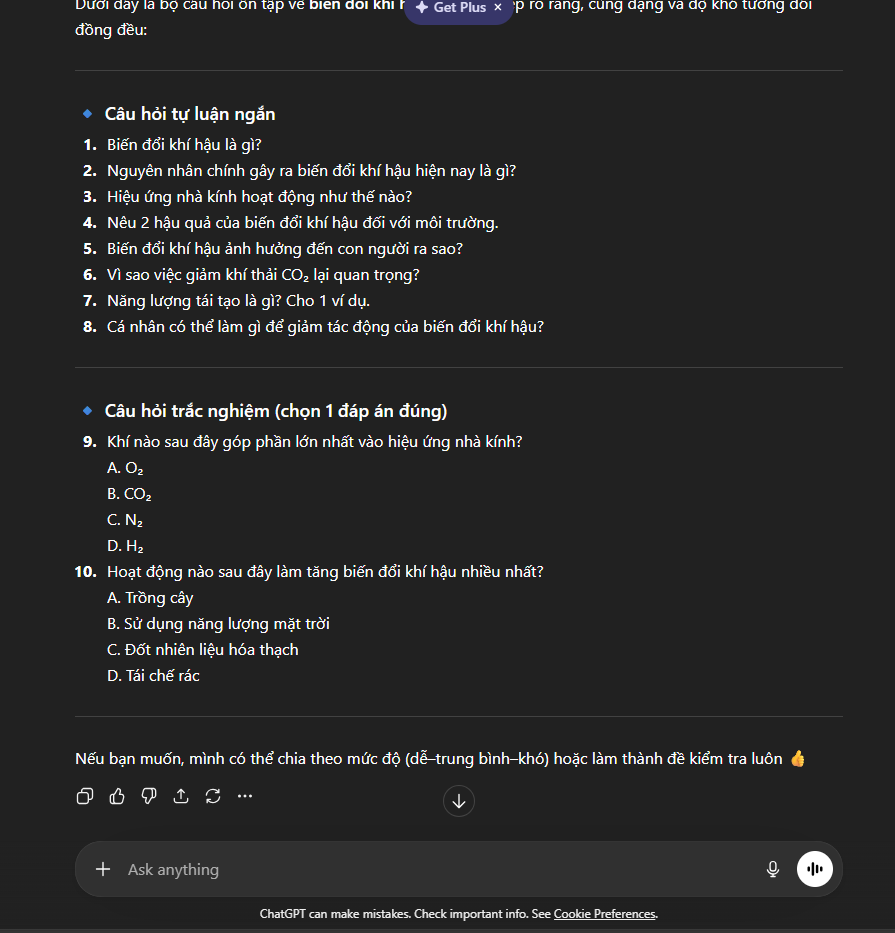 Dưới đây là bộ câu hỏi ôn tập về biến đổi khí
Get Plus ×
rõ ràng, cùng dạng và độ khó tương đối
đồng đều:
Câu hỏi tự luận ngắn
1. Biến đổi khí hậu là gì?
2. Nguyên nhân chính gây ra biến đổi khí hậu hiện nay là gì?
3. Hiệu ứng nhà kính hoạt động như thế nào?
4. Nêu 2 hậu quả của biến đổi khí hậu đối với môi trường.
5. Biến đổi khí hậu ảnh hưởng đến con người ra sao?
6. Vì sao việc giảm khí thải CO₂ lại quan trọng?
7. Năng lượng tái tạo là gì? Cho 1 ví dụ.
8. Cá nhân có thể làm gì để giảm tác động của biến đổi khí hậu?
Câu hỏi trắc nghiệm (chọn 1 đáp án đúng)
9. Khí nào sau đây góp phần lớn nhất vào hiệu ứng nhà kính?
A. O₂
B. CO₂
C. N₂
D. H₂
10. Hoạt động nào sau đây làm tăng biến đổi khí hậu nhiều nhất?
A. Trồng cây
B. Sử dụng năng lượng mặt trời
C. Đốt nhiên liệu hóa thạch
D. Tái chế rác
Nếu bạn muốn, mình có thể chia theo mức độ (dễ–trung bình–khó) hoặc làm thành đề kiểm tra luôn 👍
Ask anything
ChatGPT can make mistakes. Check important info. See Cookie Preferences.